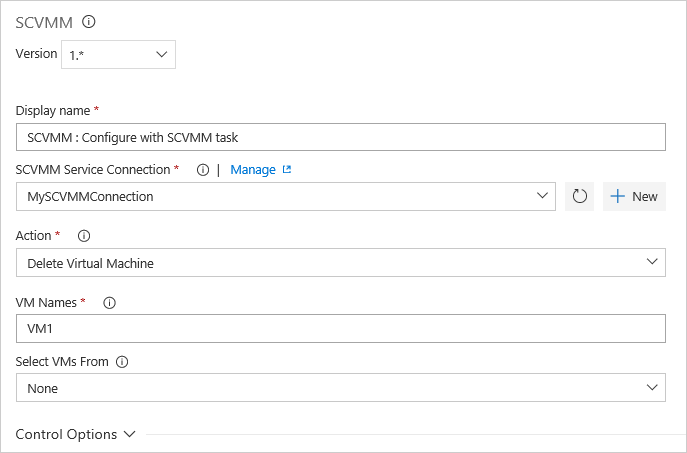 SCVMM
Version 1.*
Display name *
SCVMM : Configure with SCVMM task
SCVMM Service Connection * | Manage
MySCVMMConnection New
Action *
Delete Virtual Machine
VM Names *
VM1
Select VMs From
None
Control Options